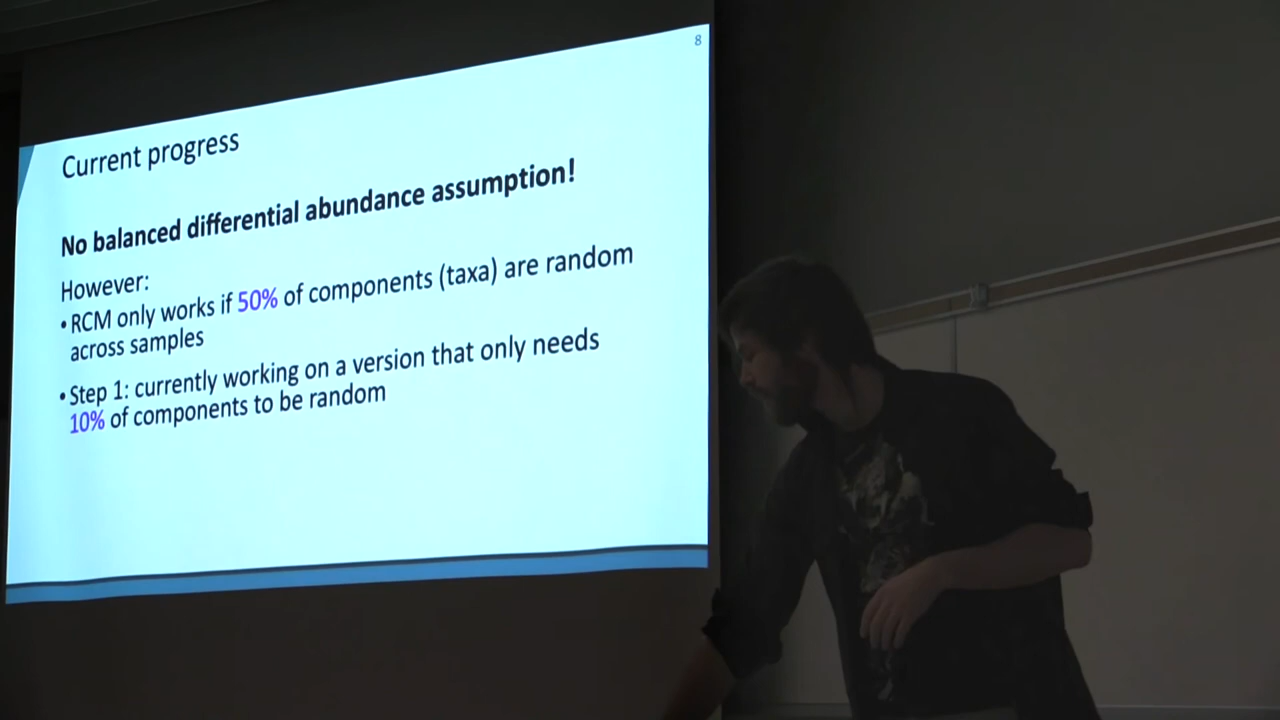 8
Current progress
No balanced differential abundance assumption!
However:
•RCM only works if 50% of components (taxa) are random
across samples
•Step 1: currently working on a version that only needs
10% of components to be random